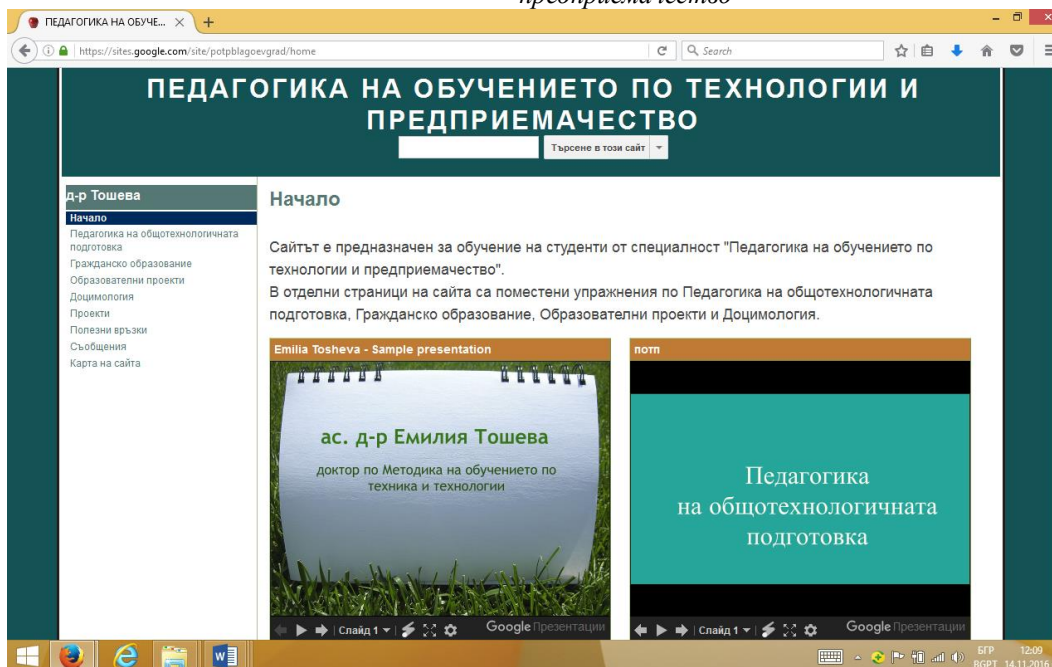 предприемачество
ПЕДАГОГИКА НА ОБУЧЕ...
https://sites.google.com/site/potpblagoevgrad/home
Search
ПЕДАГОГИКА НА ОБУЧЕНИЕТО ПО ТЕХНОЛОГИИ И
ПРЕДПРИЕМАЧЕСТВО
Търсене в този сайт
д-р Тошева
Начало
Педагогика на общотехнологичната
подготовка
Гражданско образование
Образователни проекти
Доцимология
Проекти
Полезни връзки
Съобщения
Карта на сайта
Начало
Сайтът е предназначен за обучение на студенти от специалност "Педагогика на обучението по
технологии и предприемачество".
В отделни страници на сайта са поместени упражнения по Педагогика на общотехнологичната
подготовка, Гражданско образование, Образователни проекти и Доцимология.
Emilia Tosheva - Sample presentation
ас. д-р Емилия Тошева
доктор по Методика на обучението по
техника и технологии
Слайд 1
Google Презентации
потп
Педагогика
на общотехнологичната
подготовка
Слайд 1
Google Презентации
БГР 12:09
BGPT 14.11.2016